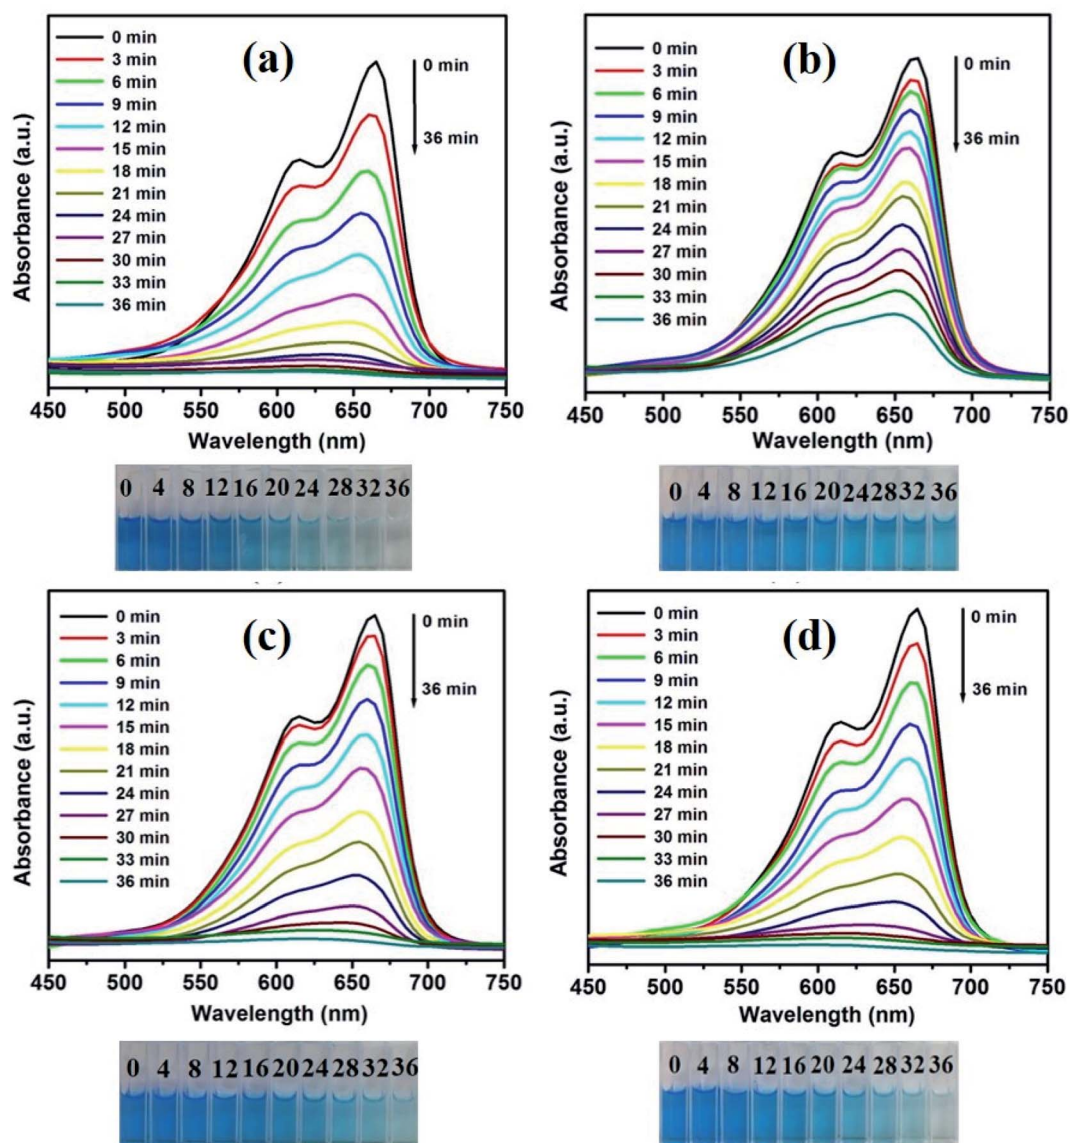 (a)
0 min
3 min
6 min
9 min
12 min
15 min
18 min
21 min
24 min
27 min
30 min
33 min
36 min
0 min
36 min
Absorbance (a.u.)
450 500 550 600 650 700 750
Wavelength (nm)
0 4 8 12 16 20 24 28 32 36
(b)
0 min
3 min
6 min
9 min
12 min
15 min
18 min
21 min
24 min
27 min
30 min
33 min
36 min
0 min
36 min
Absorbance (a.u.)
450 500 550 600 650 700 750
Wavelength (nm)
0 4 8 12 16 20 24 28 32 36
(c)
0 min
3 min
6 min
9 min
12 min
15 min
18 min
21 min
24 min
27 min
30 min
33 min
36 min
0 min
36 min
Absorbance (a.u.)
450 500 550 600 650 700 750
Wavelength (nm)
0 4 8 12 16 20 24 28 32 36
(d)
0 min
3 min
6 min
9 min
12 min
15 min
18 min
21 min
24 min
27 min
30 min
33 min
36 min
0 min
36 min
Absorbance (a.u.)
450 500 550 600 650 700 750
Wavelength (nm)
0 4 8 12 16 20 24 28 32 36